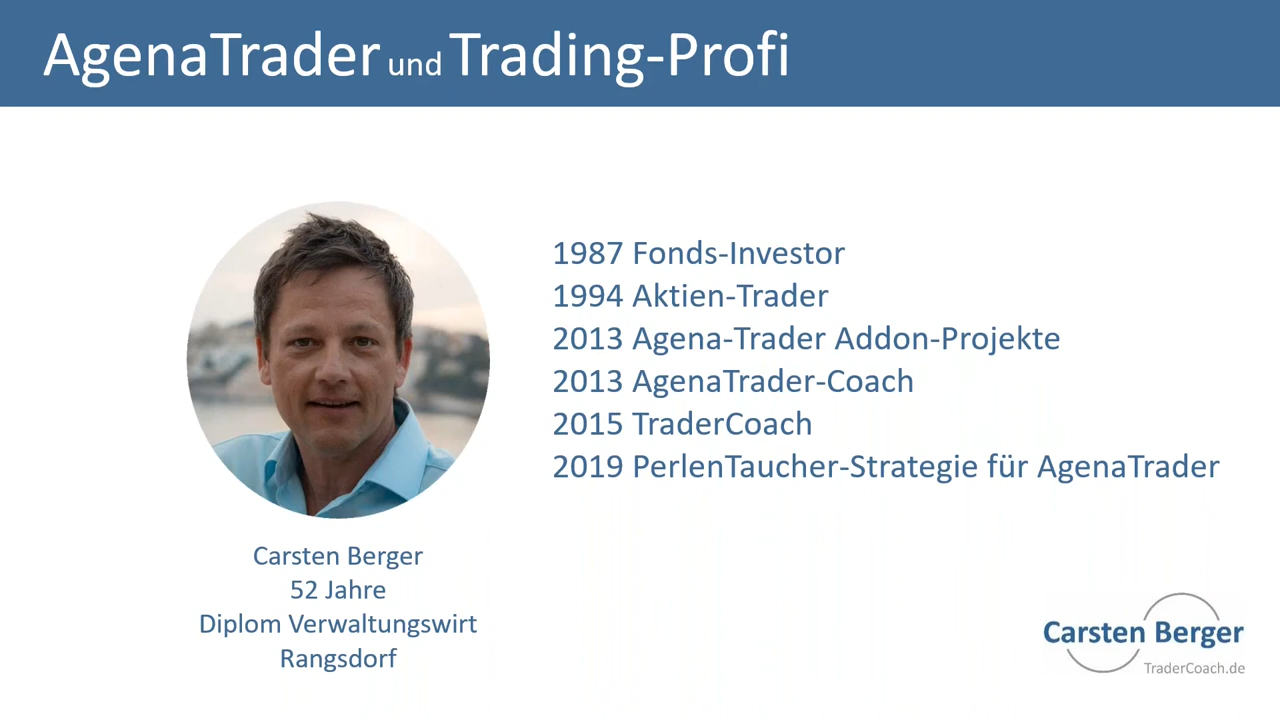 AgenaTrader und Trading-Profi
1987 Fonds-Investor
1994 Aktien-Trader
2013 Agena-Trader Addon-Projekte
2013 AgenaTrader-Coach
2015 TraderCoach
2019 PerlenTaucher-Strategie für AgenaTrader
Carsten Berger
52 Jahre
Diplom Verwaltungswirt
Rangsdorf
Carsten Berger
TraderCoach.de